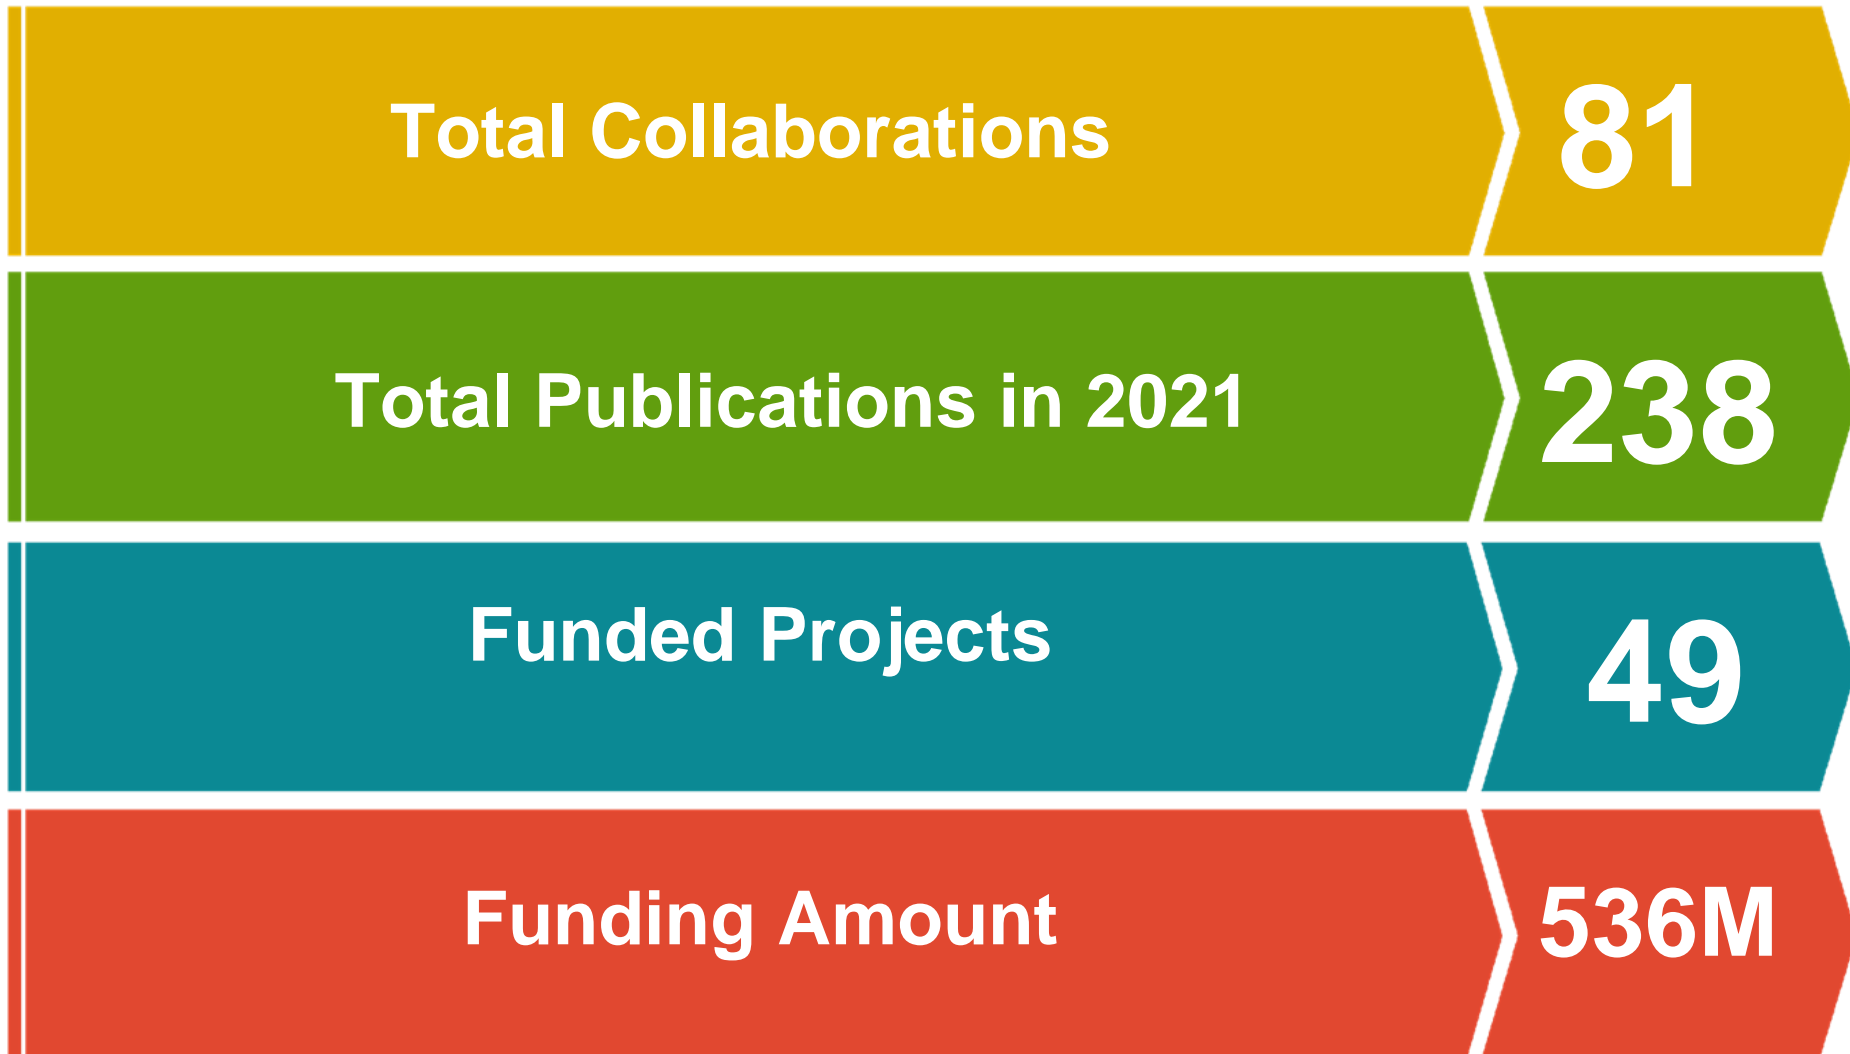 Total Collaborations 81
Total Publications in 2021 238
Funded Projects 49
Funding Amount 536M